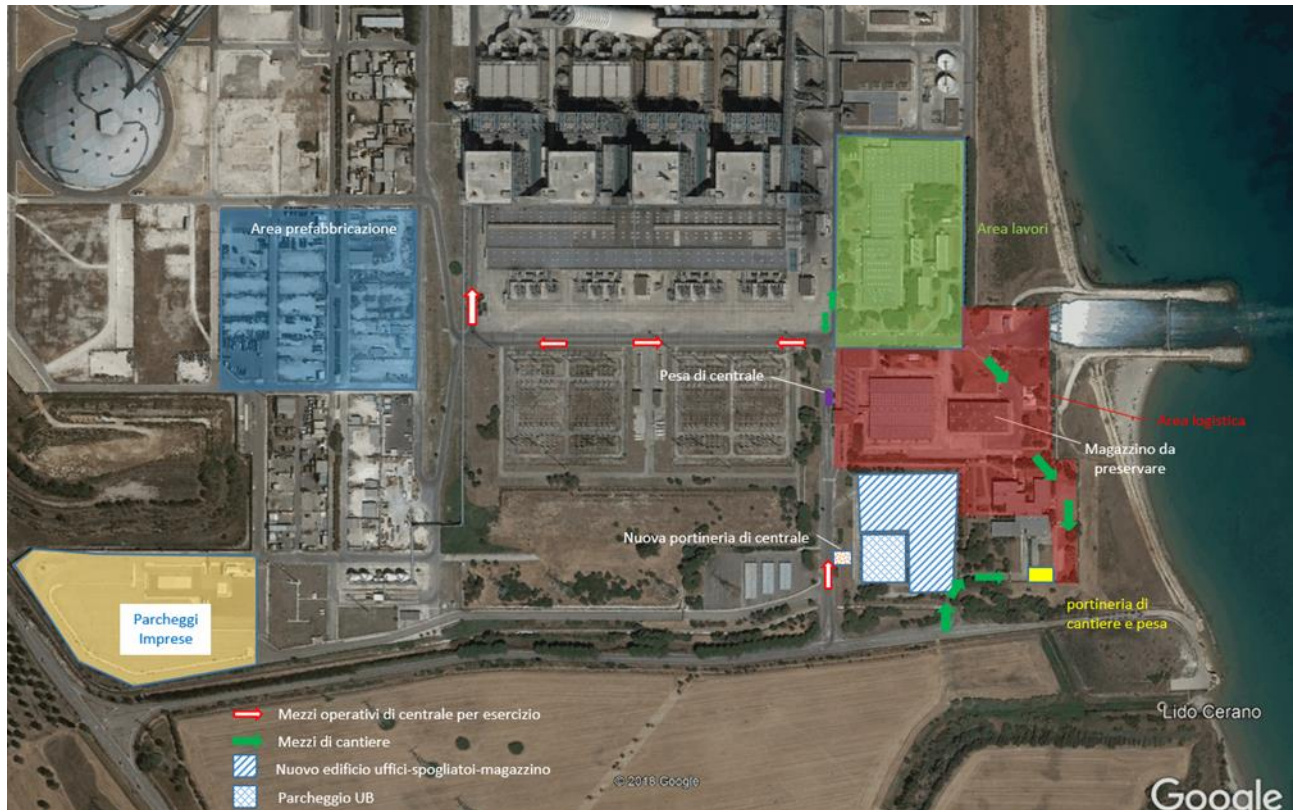 Area prefabbricazione
Area lavori
Pesa di centrale
Area logistica
Magazzino da
preservare
Nuova portineria di centrale
Parcheggi
Imprese
portineria di
cantiere e pesa
Mezzi operativi di centrale per esercizio
Mezzi di cantiere
Nuovo edificio uffici-spogliatoi-magazzino
Parcheggio UB
Lido Cerano
© 2018 Google
Google